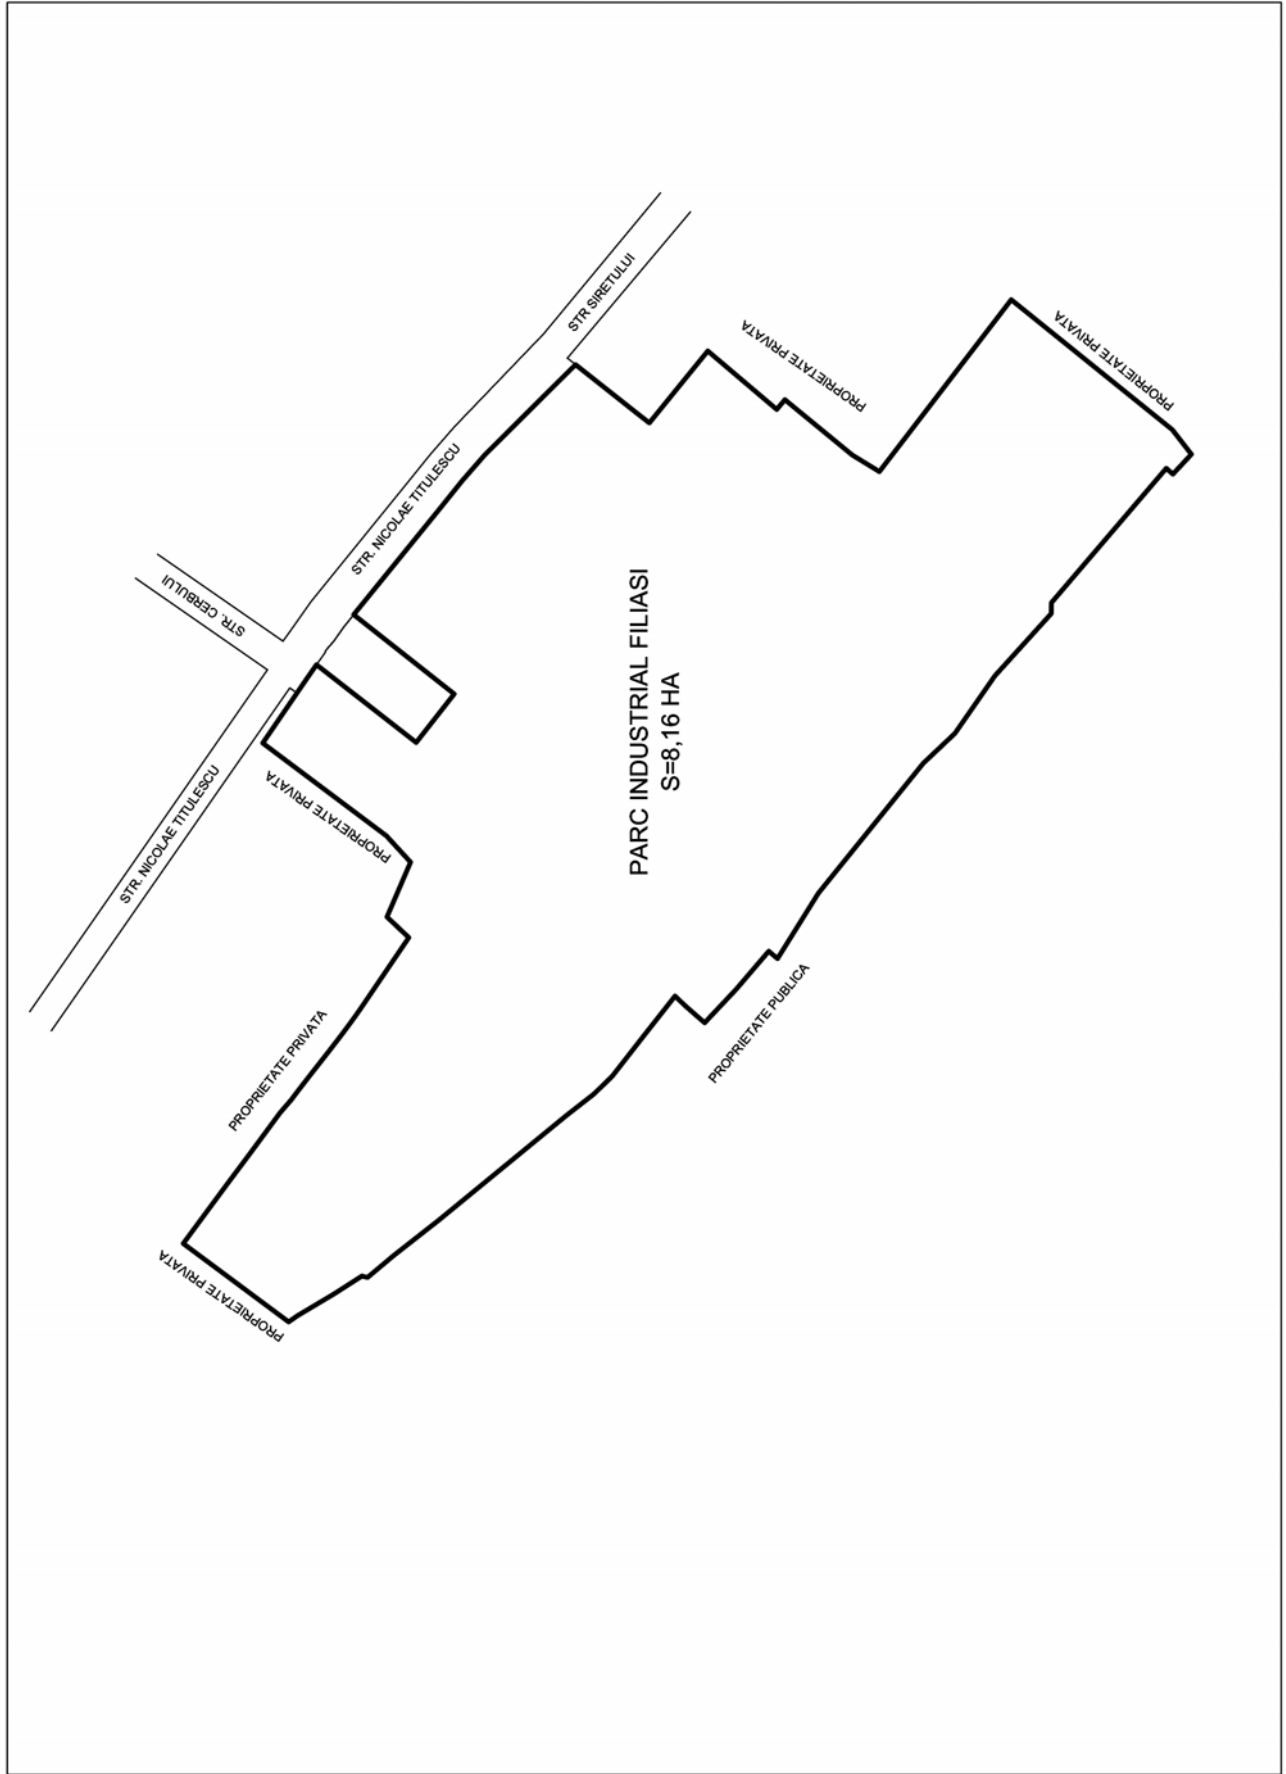 STR SIRETULUI
PROPRIETATE PRIVATA
PROPRIETATE PRIVATA
STR. NICOLAE TITULESCU
STR. CERBULUI
PARC INDUSTRIAL FILIASI
S=8,16 HA
STR. NICOLAE TITULESCU
PROPRIETATE PRIVATA
PROPRIETATE PUBLICA
PROPRIETATE PRIVATA
PROPRIETATE PRIVATA